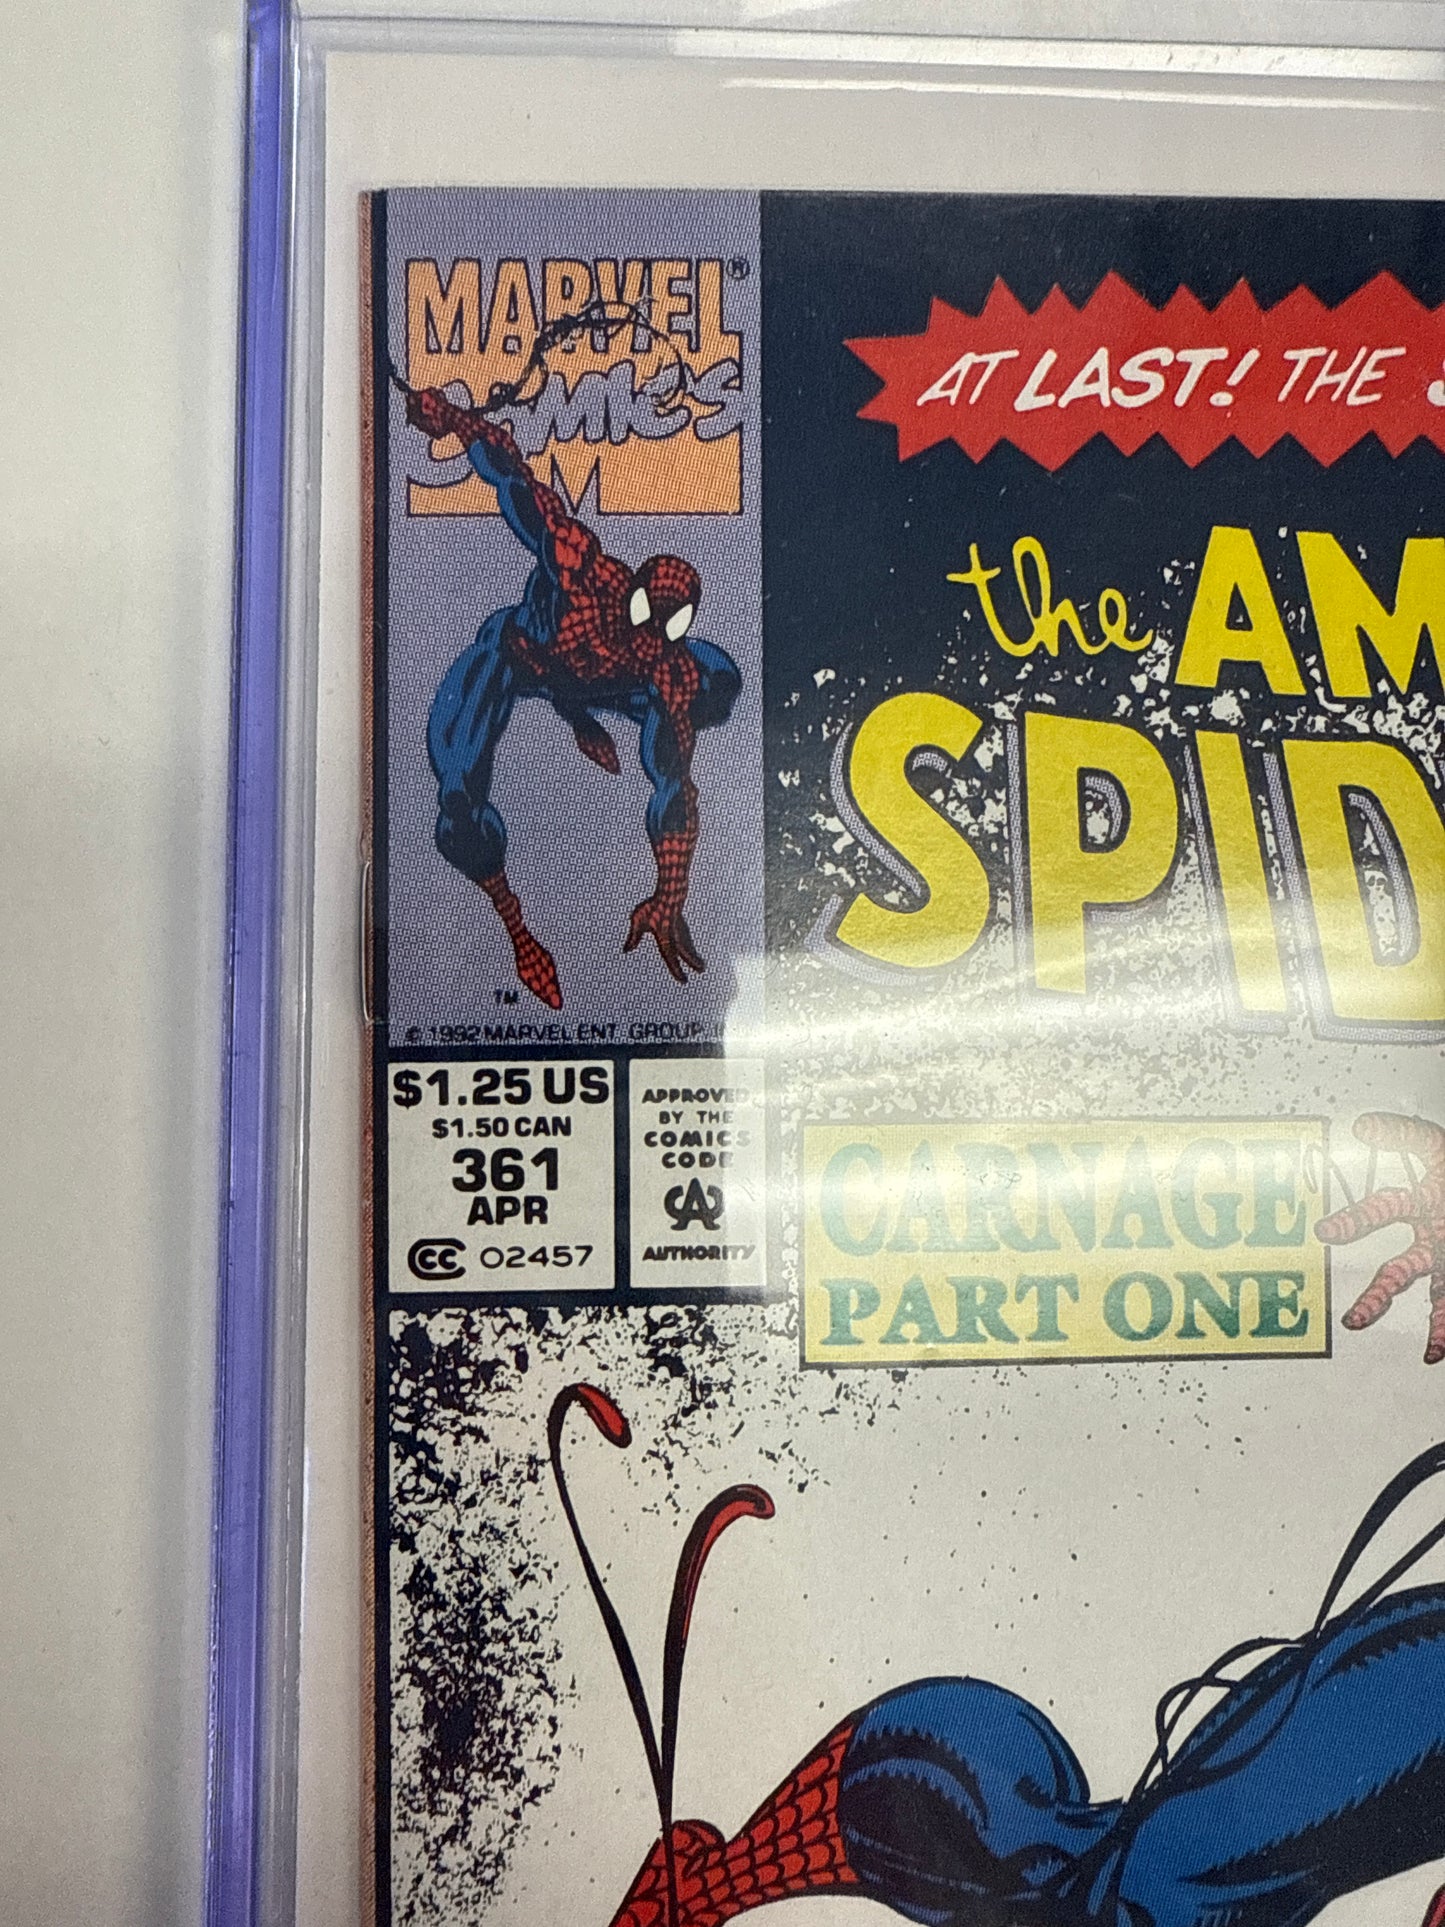 MARVEL®
COMICS
AT LAST! THE
the AM
SPID
TM
© 1992 MARVEL ENT. GROUP, INC
$1.25 US
$1.50 CAN
361
APR
CC 02457
APPROVED
BY THE
COMICS
CODE
CA
AUTHORITY
CARNAGE
PART ONE